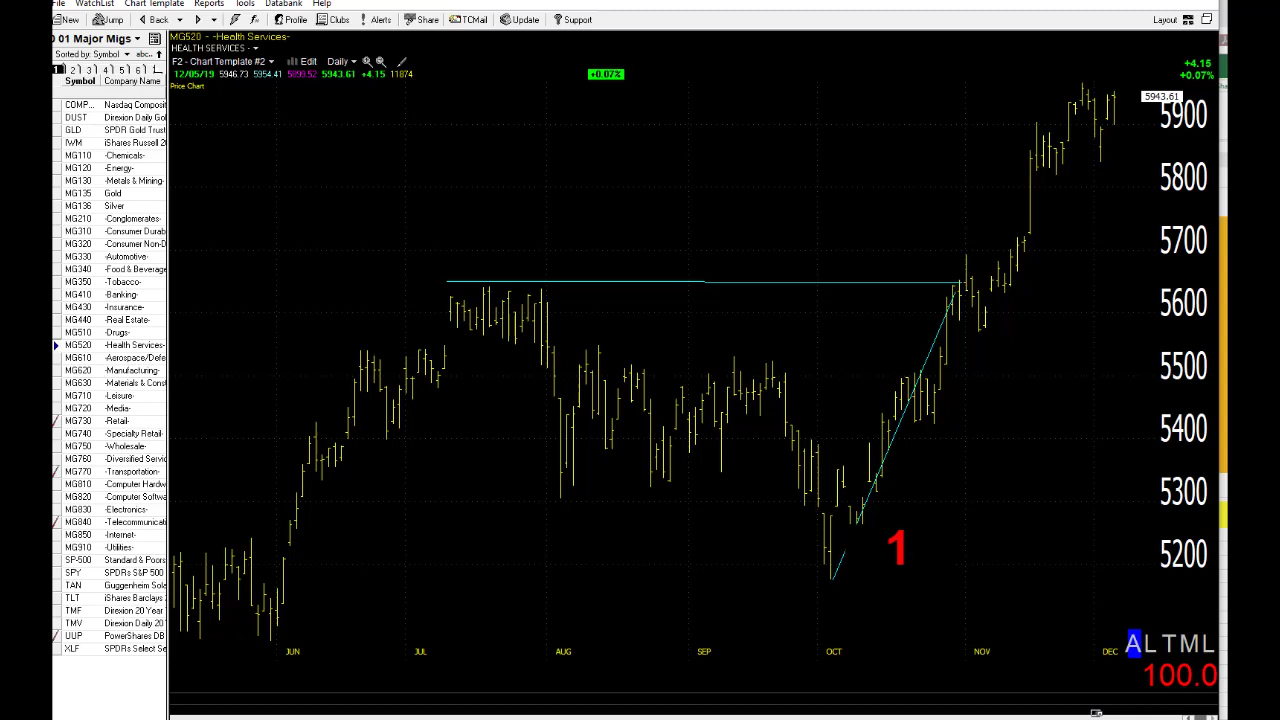 File WatchList Chart Template Reports Tools Databank Help
New Jump Back Profile Clubs Alerts Share TCMail Update Support Layout
01 Major Migs
Sorted by: Symbol abc..
1 2 3 4 5 6
Symbol Company Name
COMP... Nasdaq Composit
DUST Direxion Daily Gol
GLD SPDR Gold Trust
IWM iShares Russell 20
MG110 -Chemicals-
MG120 -Energy-
MG130 -Metals & Mining-
MG135 Gold
MG136 Silver
MG210 -Conglomerates-
MG310 -Consumer Durab
MG320 -Consumer Non-D
MG330 -Automotive-
MG340 -Food & Beverage
MG350 -Tobacco-
MG410 -Banking-
MG430 -Insurance-
MG440 -Real Estate-
MG510 -Drugs-
MG520 -Health Services-
MG610 -Aerospace/Defe
MG620 -Manufacturing-
MG630 -Materials & Const
MG710 -Leisure-
MG720 -Media-
MG730 -Retail-
MG740 -Specialty Retail-
MG750 -Wholesale-
MG760 -Diversified Servic
MG770 -Transportation-
MG810 -Computer Hardw
MG820 -Computer Softwa
MG830 -Electronics-
MG840 -Telecommunicati
MG850 -Internet-
MG910 -Utilities-
SP-500 Standard & Poors
SPY SPDRs S&P 500
TAN Guggenheim Sola
TLT iShares Barclays 2
TMF Direxion 20 Year
TMV Direxion Daily 20
UUP PowerShares DB
XLF SPDRs Select Se
MG520 - -Health Services-
HEALTH SERVICES -
F2 - Chart Template #2 Edit Daily
12/05/19 5946.73 5954.41 5899.52 5943.61 +4.15 11874 +0.07%
Price Chart
+4.15
+0.07%
5943.61
5900
5800
5700
5600
5500
5400
5300
5200
1
JUN JUL AUG SEP OCT NOV DEC
ALTML
100.0